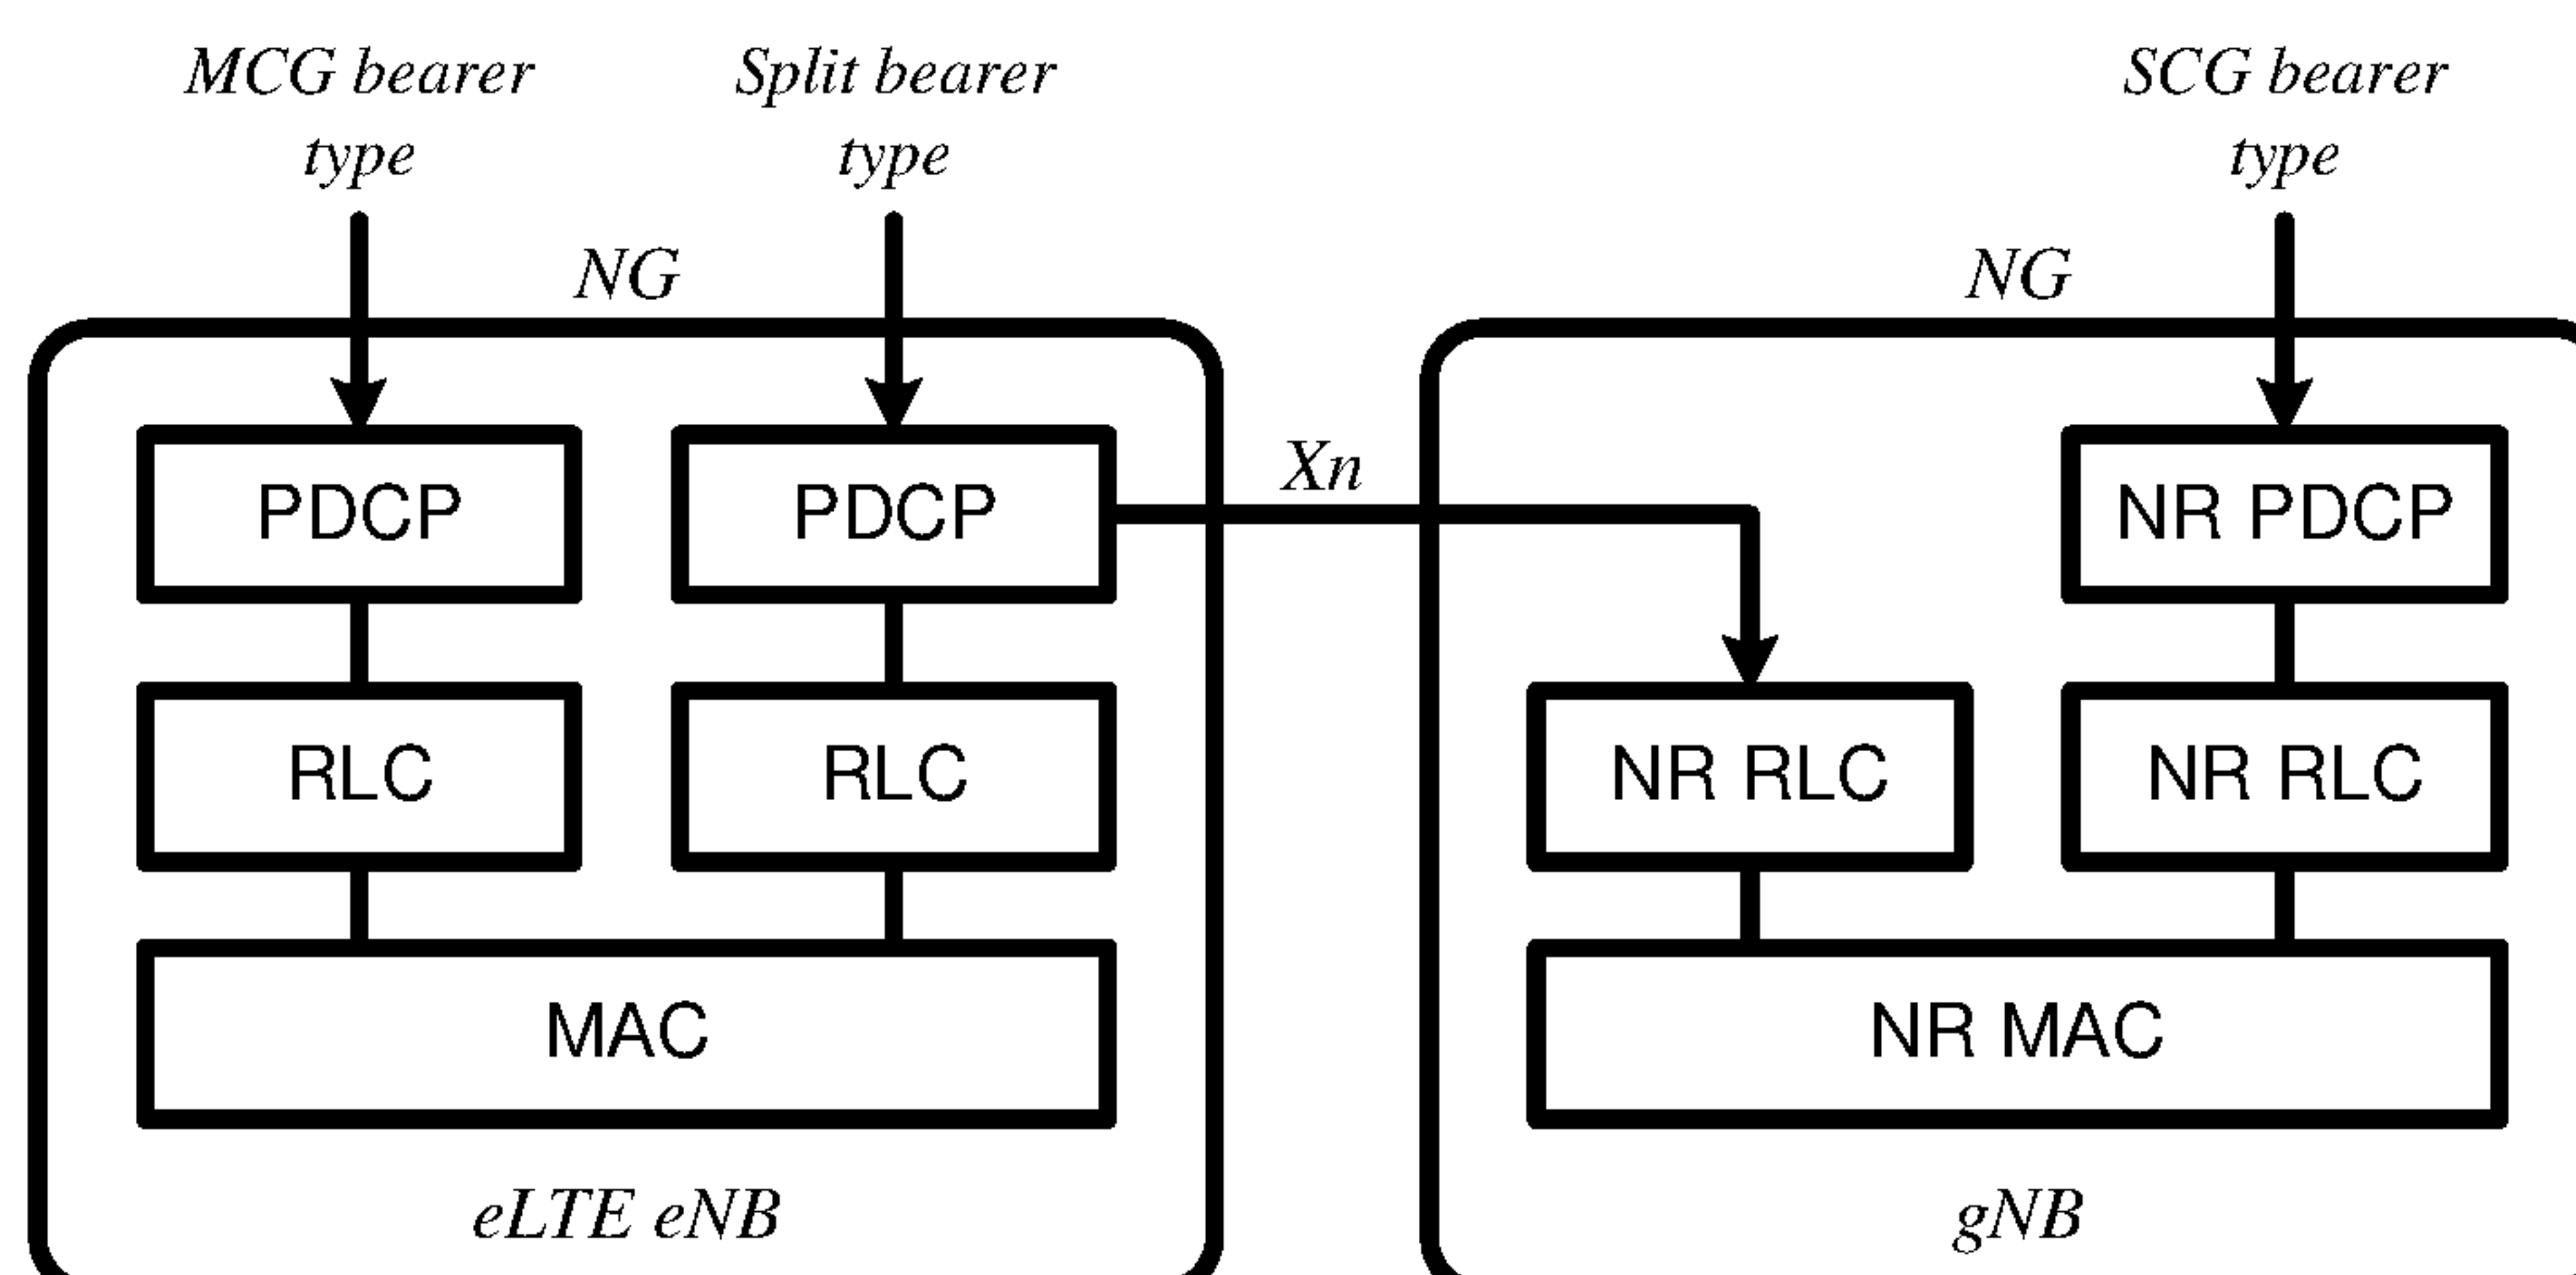 MCG bearer
type
Split bearer
type
SCG bearer
type
NG
NG
Xn
PDCP
PDCP
NR PDCP
RLC
RLC
NR RLC
NR RLC
MAC
NR MAC
eLTE eNB
gNB